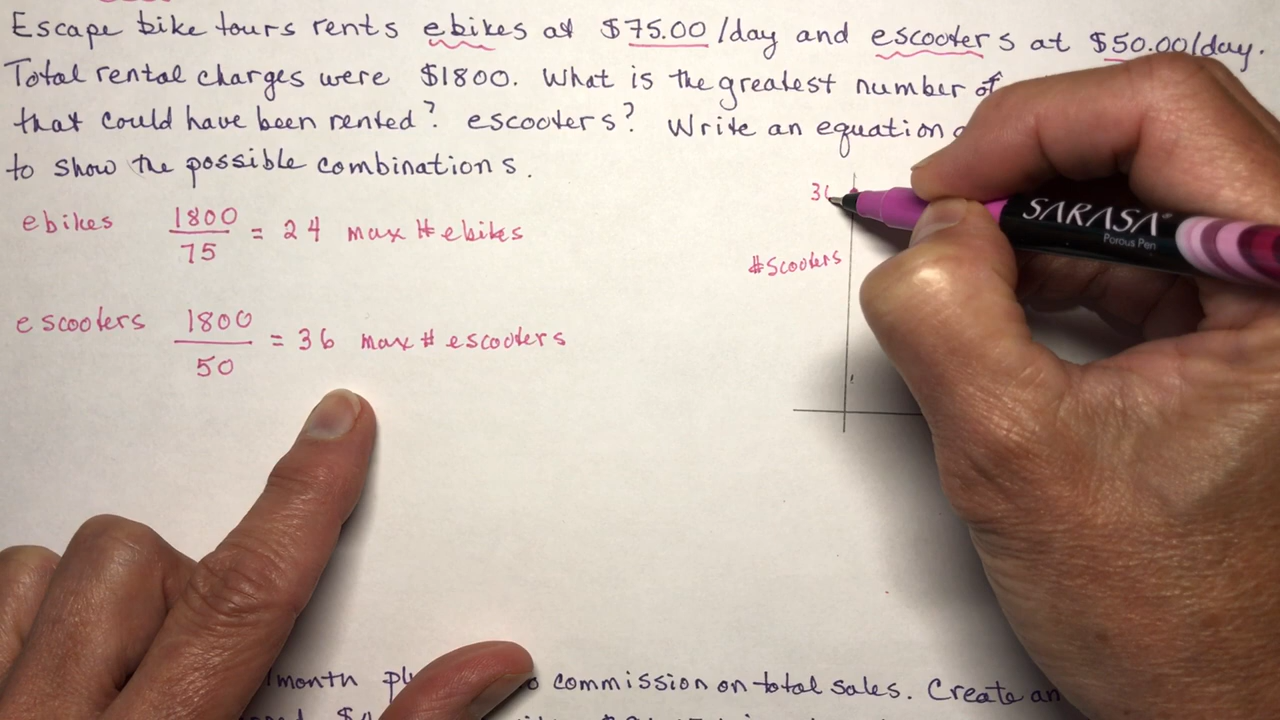 Escape bike tours rents ebikes at $75.00/day and escooters at $50.00/day.
Total rental charges were $1800. What is the greatest number of
that could have been rented? escooters? Write an equation
to show the possible combinations.
ebikes 1800
75
= 24 max # ebikes
escooters 1800
50
= 36 max # escooters
#Scooters
SARASA
Porous Pen
/month commission on total sales. Create an